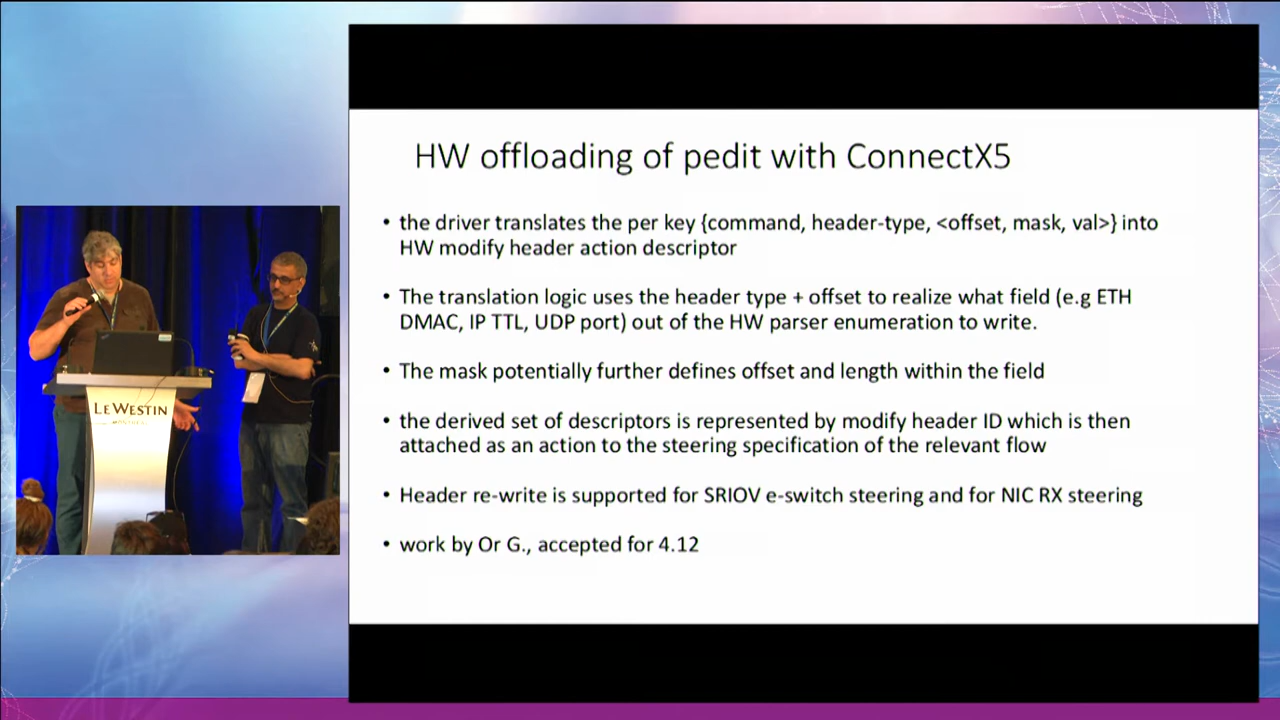 HW offloading of pedit with ConnectX5
• the driver translates the per key {command, header-type, <offset, mask, val>} into
HW modify header action descriptor
• The translation logic uses the header type + offset to realize what field (e.g ETH
DMAC, IP TTL, UDP port) out of the HW parser enumeration to write.
• The mask potentially further defines offset and length within the field
• the derived set of descriptors is represented by modify header ID which is then
attached as an action to the steering specification of the relevant flow
• Header re-write is supported for SRIOV e-switch steering and for NIC RX steering
• work by Or G., accepted for 4.12
LE WESTIN